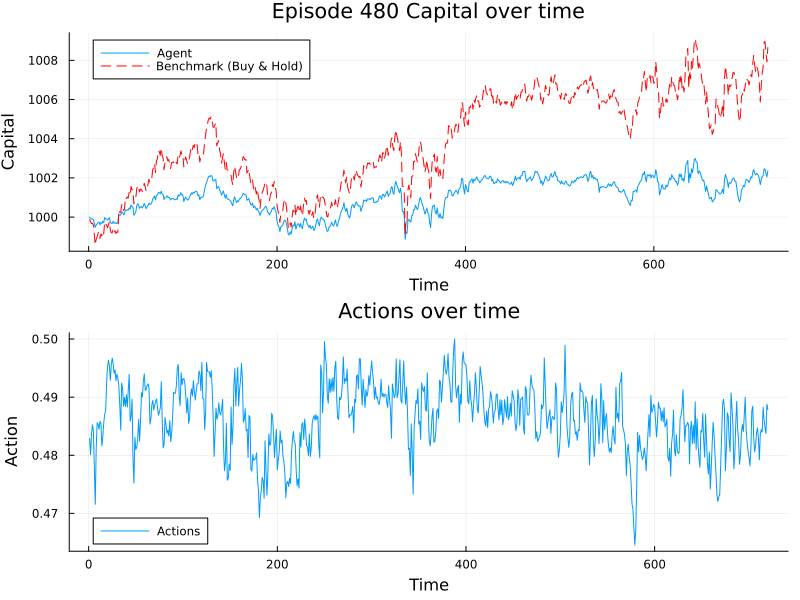 Episode 480 Capital over time
Capital
1008
1006
1004
1002
1000
Agent
Benchmark (Buy & Hold)
0
200
400
600
Time
Actions over time
Action
0.50
0.49
0.48
0.47
Actions
0
200
400
600
Time